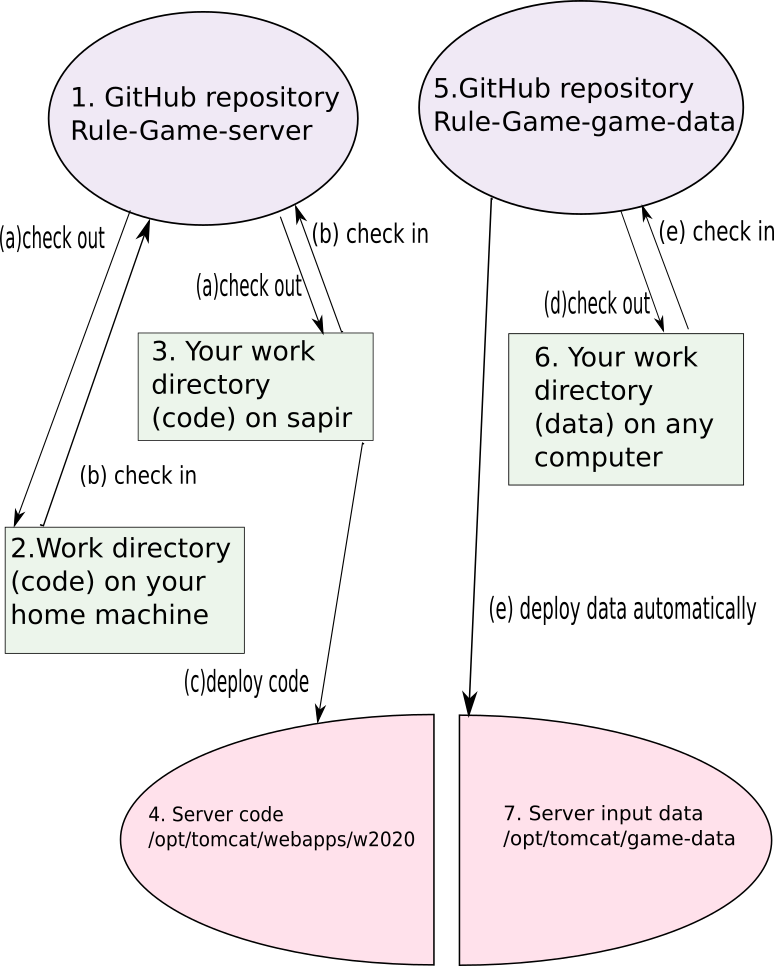 1. GitHub repository
Rule-Game-server
5.GitHub repository
Rule-Game-game-data
(a)check out
(b) check in
(e) check in
(a)check out
(d)check out
3. Your work
directory
(code) on sapir
6. Your work
directory
(data) on any
computer
(b) check in
2.Work directory
(code) on your
home machine
(e) deploy data automatically
(c)deploy code
4. Server code
/opt/tomcat/webapps/w2020
7. Server input data
/opt/tomcat/game-data